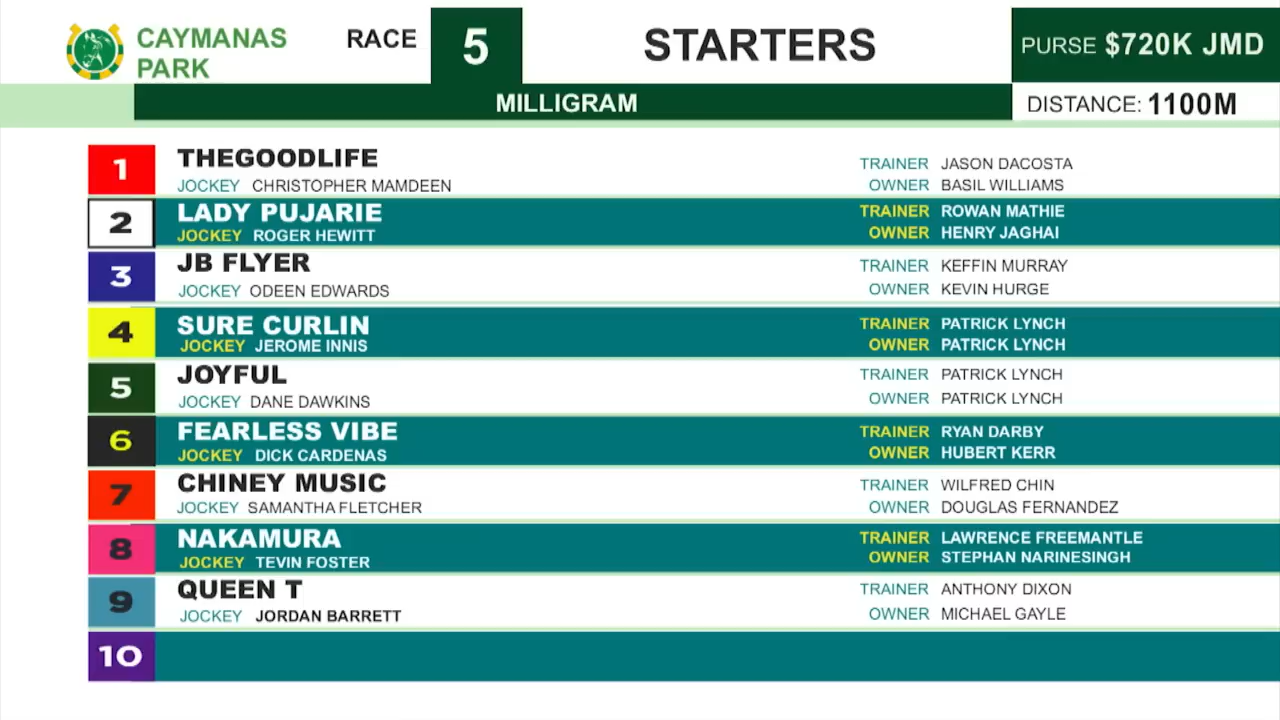 CAYMANAS PARK
RACE 5 STARTERS PURSE $720K JMD
MILLIGRAM DISTANCE: 1100M
1 THEGOODLIFE TRAINER JASON DACOSTA
JOCKEY CHRISTOPHER MAMDEEN OWNER BASIL WILLIAMS
2 LADY PUJARIE TRAINER ROWAN MATHIE
JOCKEY ROGER HEWITT OWNER HENRY JAGHAI
3 JB FLYER TRAINER KEFFIN MURRAY
JOCKEY ODEEN EDWARDS OWNER KEVIN HURGE
4 SURE CURLIN TRAINER PATRICK LYNCH
JOCKEY JEROME INNIS OWNER PATRICK LYNCH
5 JOYFUL TRAINER PATRICK LYNCH
JOCKEY DANE DAWKINS OWNER PATRICK LYNCH
6 FEARLESS VIBE TRAINER RYAN DARBY
JOCKEY DICK CARDENAS OWNER HUBERT KERR
7 CHINEY MUSIC TRAINER WILFRED CHIN
JOCKEY SAMANTHA FLETCHER OWNER DOUGLAS FERNANDEZ
8 NAKAMURA TRAINER LAWRENCE FREEMANTLE
JOCKEY TEVIN FOSTER OWNER STEPHAN NARINESINGH
9 QUEEN T TRAINER ANTHONY DIXON
JOCKEY JORDAN BARRETT OWNER MICHAEL GAYLE
10